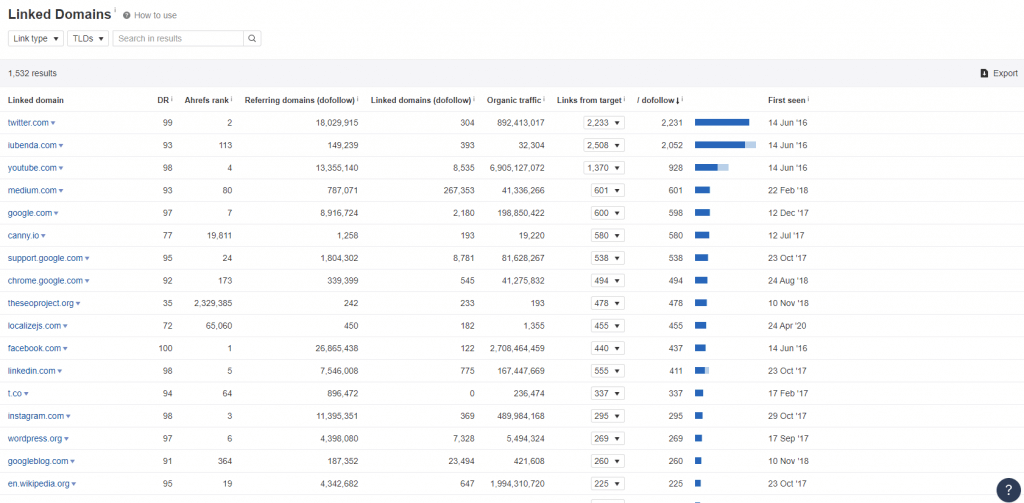 Linked Domains i ? How to use
Link type ▼ TLDs ▼ Search in results
1,532 results Export
Linked domain DR i Ahrefs rank i Referring domains (dofollow) i Linked domains (dofollow) i Organic traffic i Links from target i / dofollow ↓ i First seen i
twitter.com ▼ 99 2 18,029,915 304 892,413,017 2,233 ▼ 2,231 14 Jun '16
iubenda.com ▼ 93 113 149,239 393 32,304 2,508 ▼ 2,052 14 Jun '16
youtube.com ▼ 98 4 13,355,140 8,535 6,905,127,072 1,370 ▼ 928 14 Jun '16
medium.com ▼ 93 80 787,071 267,353 41,336,266 601 ▼ 601 22 Feb '18
google.com ▼ 97 7 8,916,724 2,180 198,850,422 600 ▼ 598 12 Dec '17
canny.io ▼ 77 19,811 1,258 193 19,220 580 ▼ 580 12 Jul '17
support.google.com ▼ 95 24 1,804,302 8,781 81,628,267 538 ▼ 538 23 Oct '17
chrome.google.com ▼ 92 173 339,399 545 41,275,832 494 ▼ 494 24 Aug '18
theseoproject.org ▼ 35 2,329,385 242 233 193 478 ▼ 478 10 Nov '18
localizejs.com ▼ 72 65,060 450 182 1,355 455 ▼ 455 24 Apr '20
facebook.com ▼ 100 1 26,865,438 122 2,708,464,459 440 ▼ 437 14 Jun '16
linkedin.com ▼ 98 5 7,546,008 775 167,447,669 555 ▼ 411 23 Oct '17
t.co ▼ 94 64 896,472 0 236,474 337 ▼ 337 17 Feb '17
instagram.com ▼ 98 3 11,395,351 369 489,984,168 295 ▼ 295 29 Oct '17
wordpress.org ▼ 97 6 4,398,080 7,328 5,494,324 269 ▼ 269 17 Sep '17
googleblog.com ▼ 91 364 187,352 23,494 421,608 260 ▼ 260 10 Nov '18
en.wikipedia.org ▼ 95 19 4,342,682 647 1,994,310,720 225 ▼ 225 23 Oct '17
?